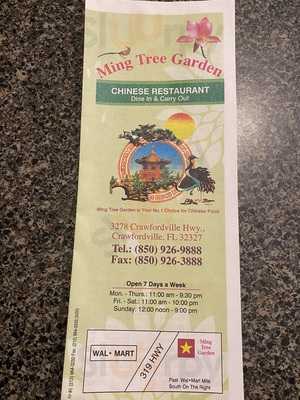 Ming Tree Garden
CHINESE RESTAURANT
Dine In & Carry Out
Ming Tree Garden is Your No.1 Choice for Chinese Food
3278 Crawfordville Hwy.,
Crawfordville, FL 32327
Tel.: (850) 926-9888
Fax: (850) 926-3888
Open 7 Days a Week
Mon. - Thurs.: 11:00 am - 9:30 pm
Fri. - Sat.: 11:00 am - 10:00 pm
Sunday: 12:00 noon - 9:00 pm
WAL★MART
319 HWY
Ming
Tree
Garden
Past Wal★Mart Mile
South On The Right